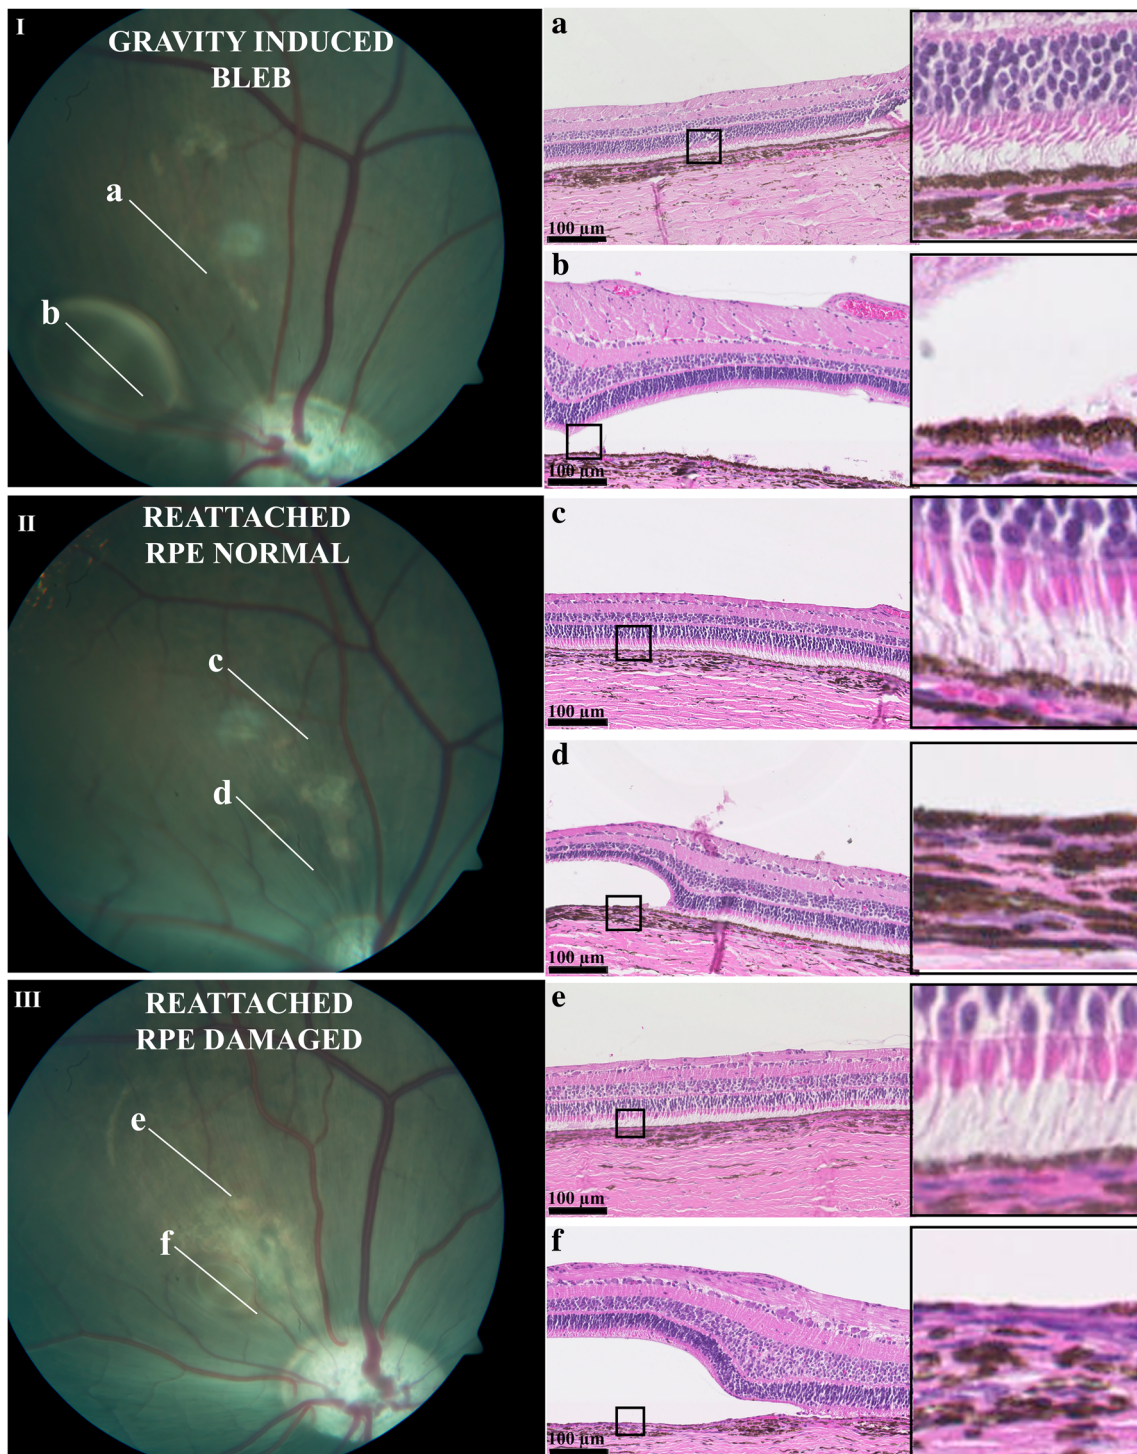 I
GRAVITY INDUCED
BLEB
a
b
a
100 µm
b
100 µm
II
REATTACHED
RPE NORMAL
c
d
c
100 µm
d
100 µm
III
REATTACHED
RPE DAMAGED
e
f
e
100 µm
f
100 µm